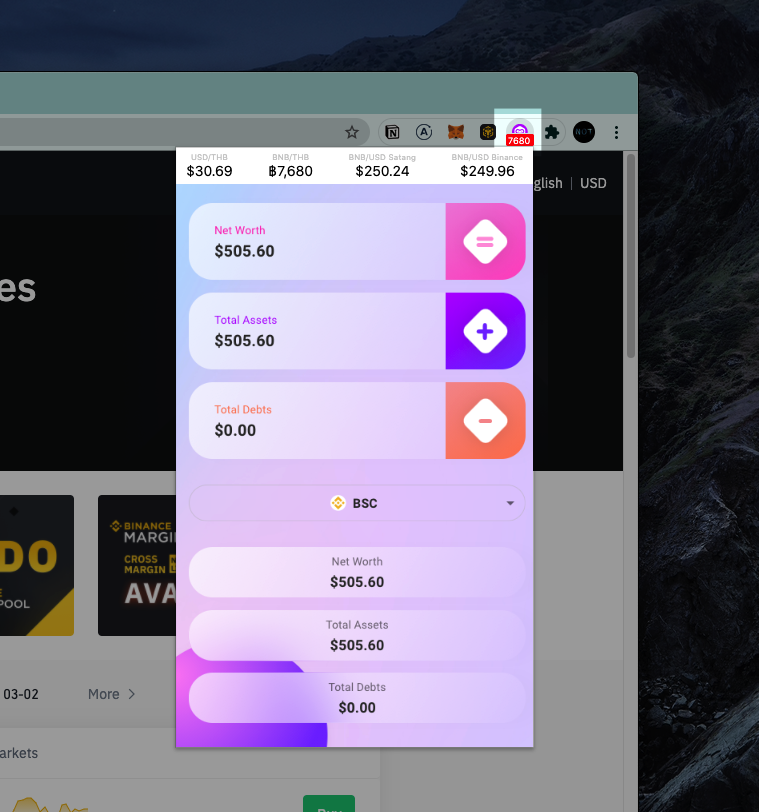 7680
USD/THB BNB/THB BNB/USD Satang BNB/USD Binance
$30.69 ฿7,680 $250.24 $249.96
glish | USD
Net Worth
$505.60
es
Total Assets
$505.60
Total Debts
$0.00
BSC
BINANCE
MARGI
DO
CROSS
MARGIN
POOL
AVA
Net Worth
$505.60
Total Assets
$505.60
03-02 More
Total Debts
$0.00
arkets
Buy